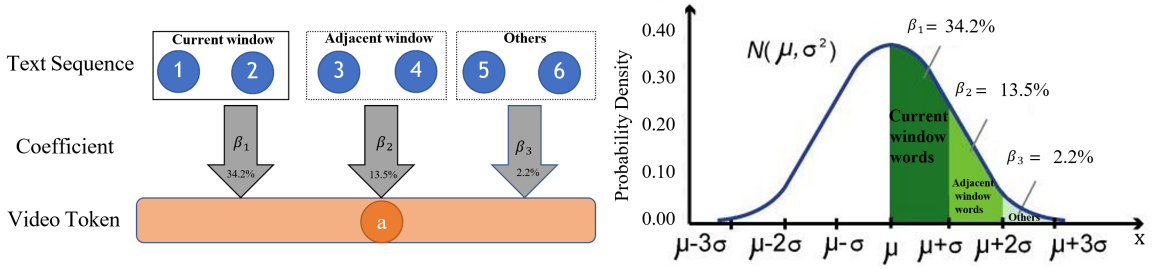 Text Sequence
Current window
1 2
Adjacent window
3 4
Others
5 6
Coefficient
β₁
34.2%
β₂
13.5%
β₃
2.2%
Video Token
a
Probability Density
0.40
0.30
0.20
0.10
0.00
N(μ,σ²)
β₁= 34.2%
β₂= 13.5%
β₃= 2.2%
Current
window
words
Adjacent
window
words
Others
μ-3σ μ-2σ μ-σ μ μ+σ μ+2σ μ+3σ x